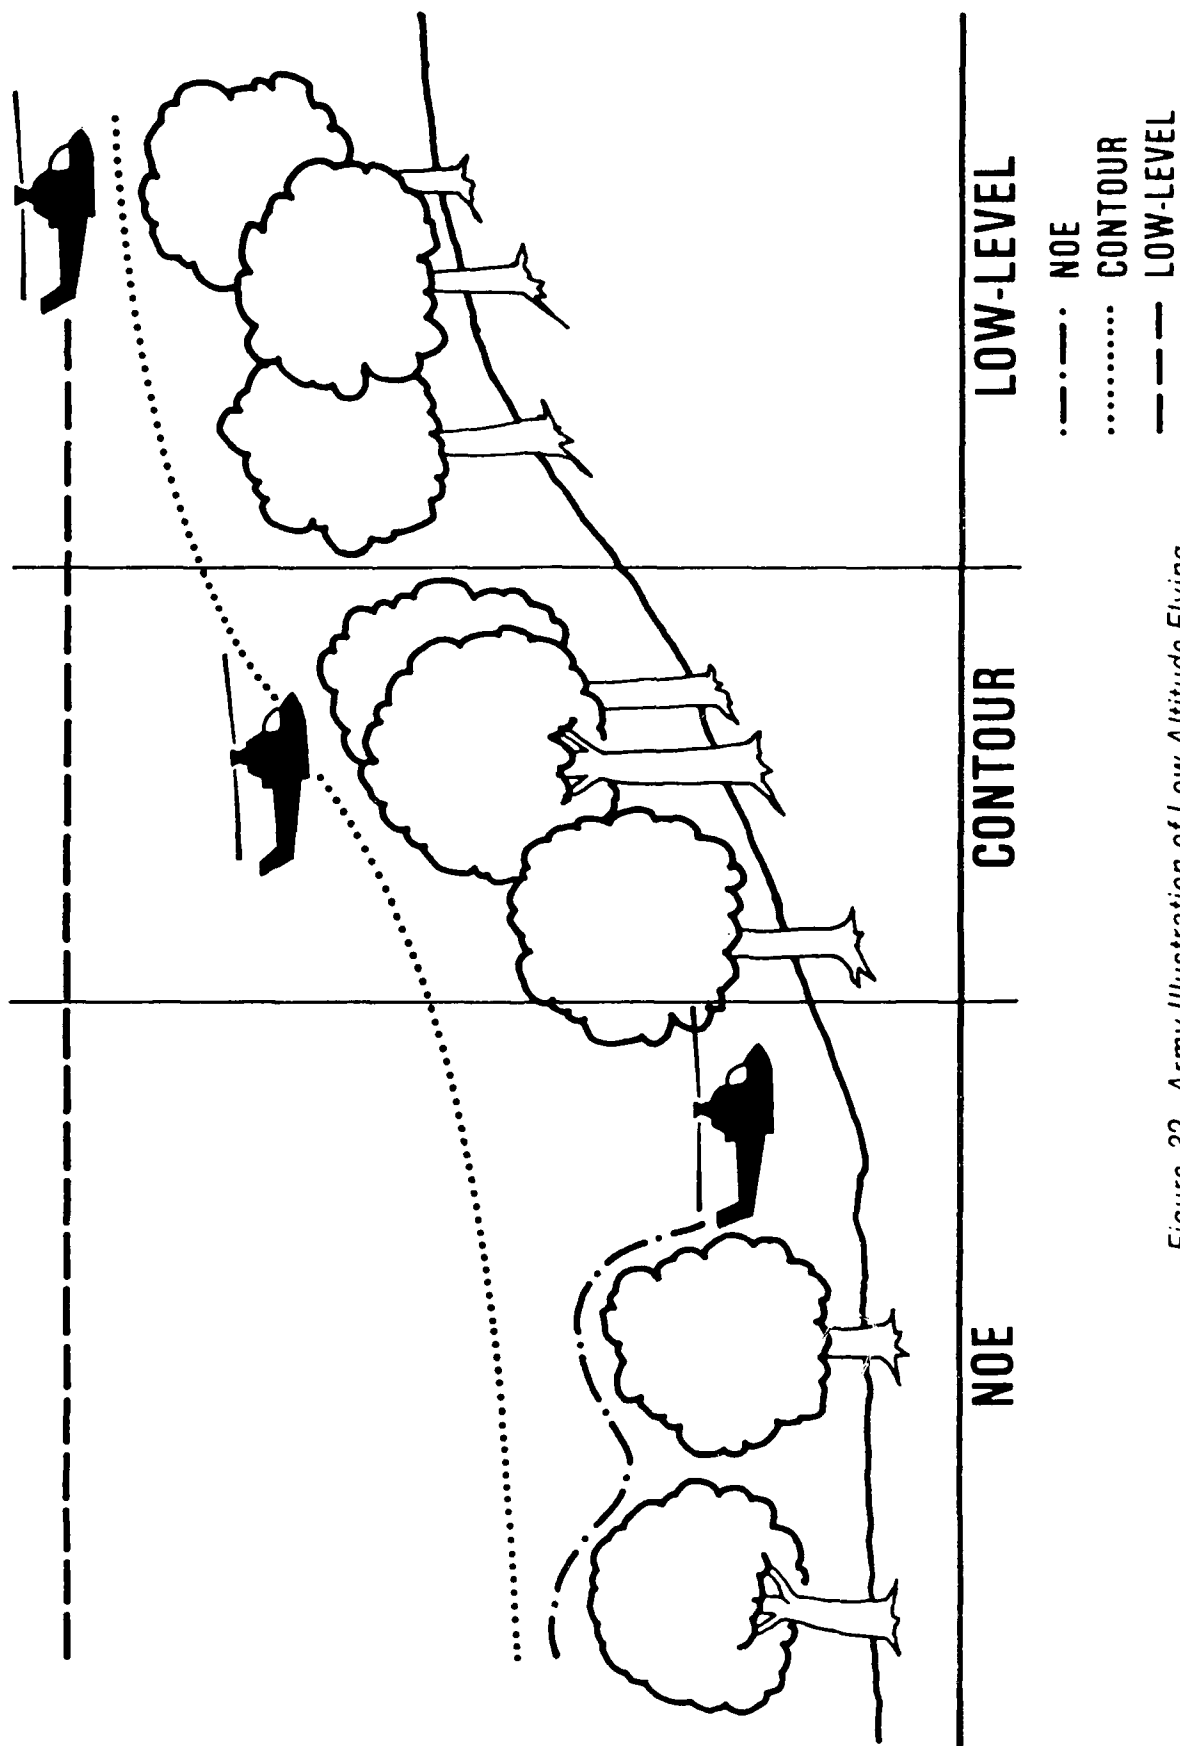 NOE
CONTOUR
LOW-LEVEL
NOE
CONTOUR
LOW-LEVEL
Figure 22. Army Illustration of Low Altitude Flying